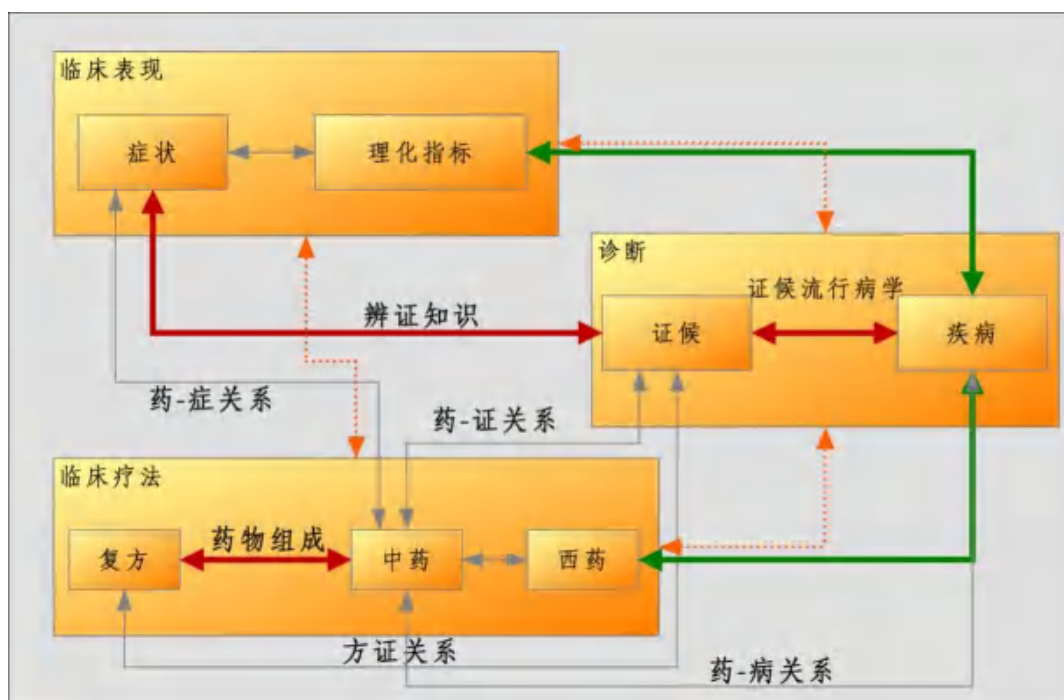 临床表现
症状
理化指标
诊断
证候流行病学
辨证知识
证候
疾病
药-症关系
药-证关系
临床疗法
药物组成
复方
中药
西药
方证关系
药-病关系